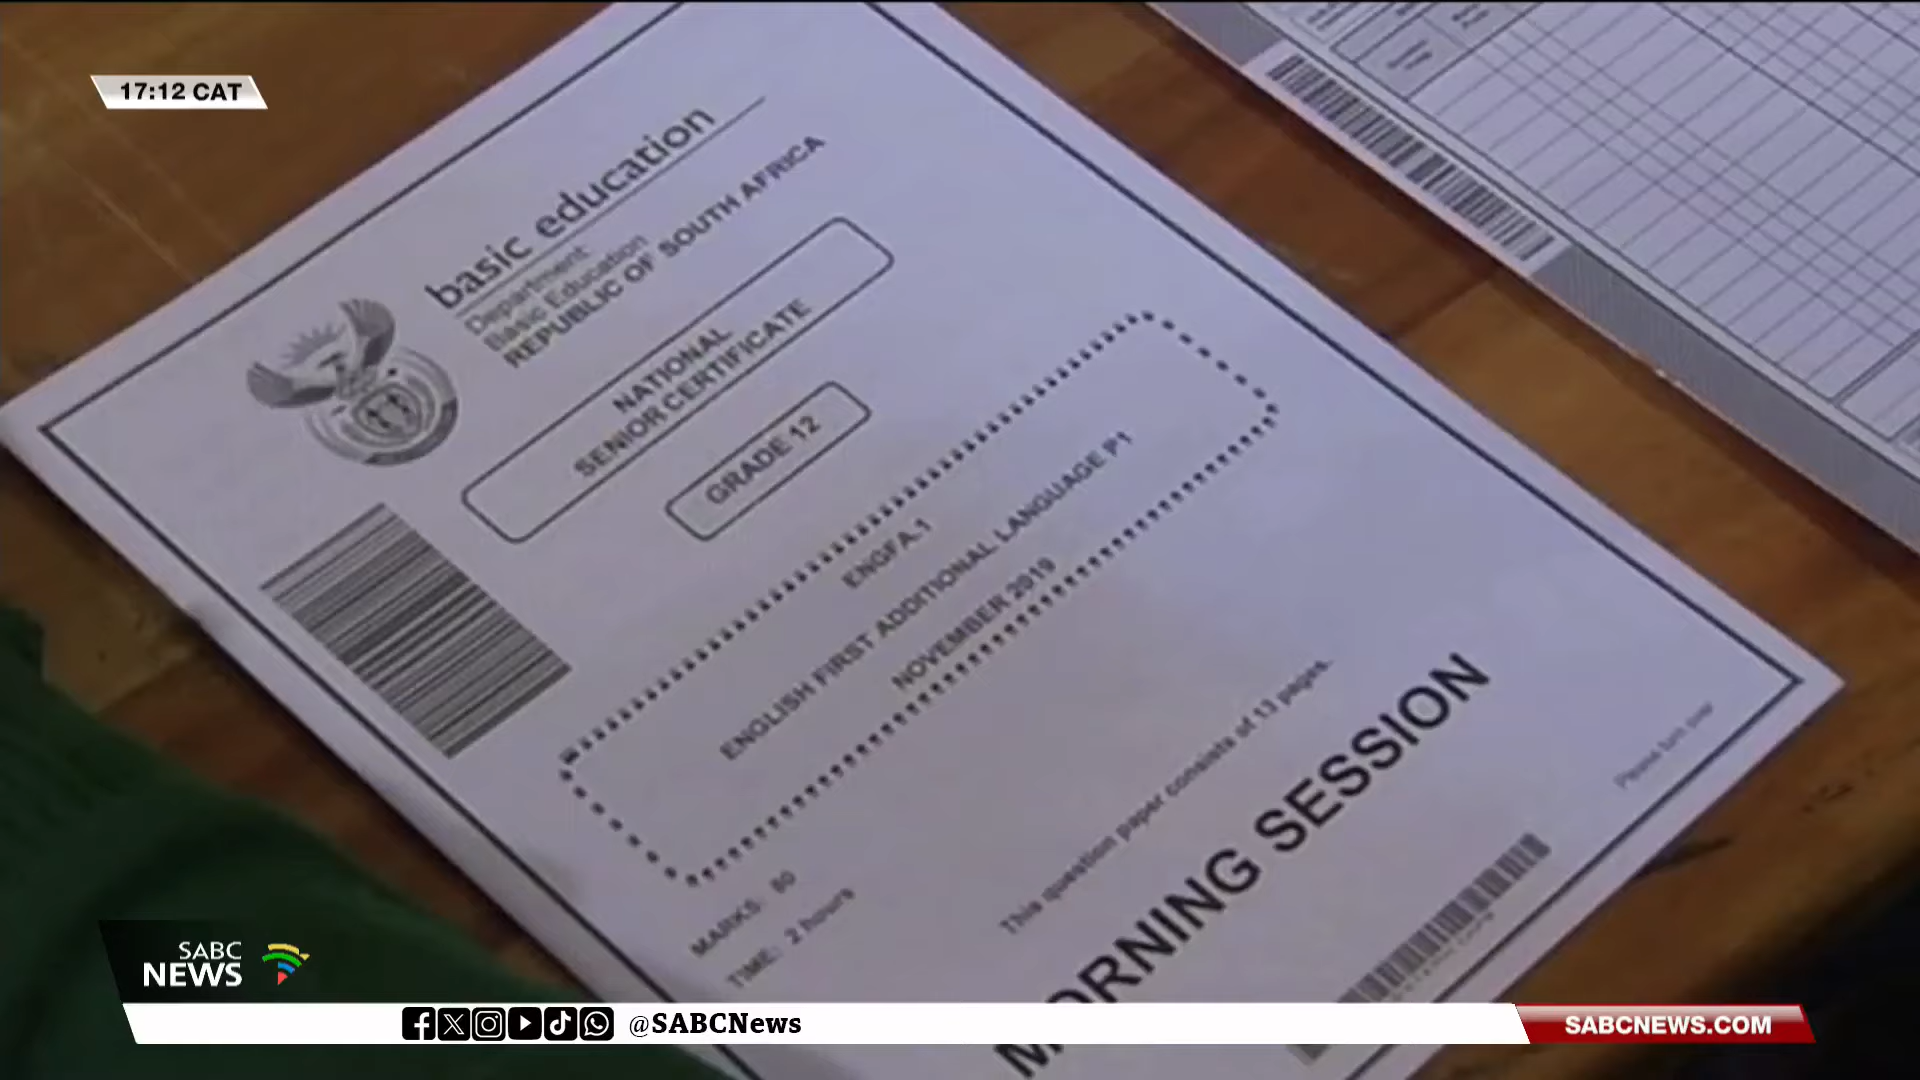 17:12 CAT
basic education
Department:
Basic Education
REPUBLIC OF SOUTH AFRICA
NATIONAL
SENIOR CERTIFICATE
GRADE 12
ENGFA.1
ENGLISH FIRST ADDITIONAL LANGUAGE P1
NOVEMBER 2019
MARKS: 80
TIME: 2 hours
This question paper consists of 13 pages.
MORNING SESSION
Please turn over
SABC
NEWS
@SABCNews
SABCNEWS.COM